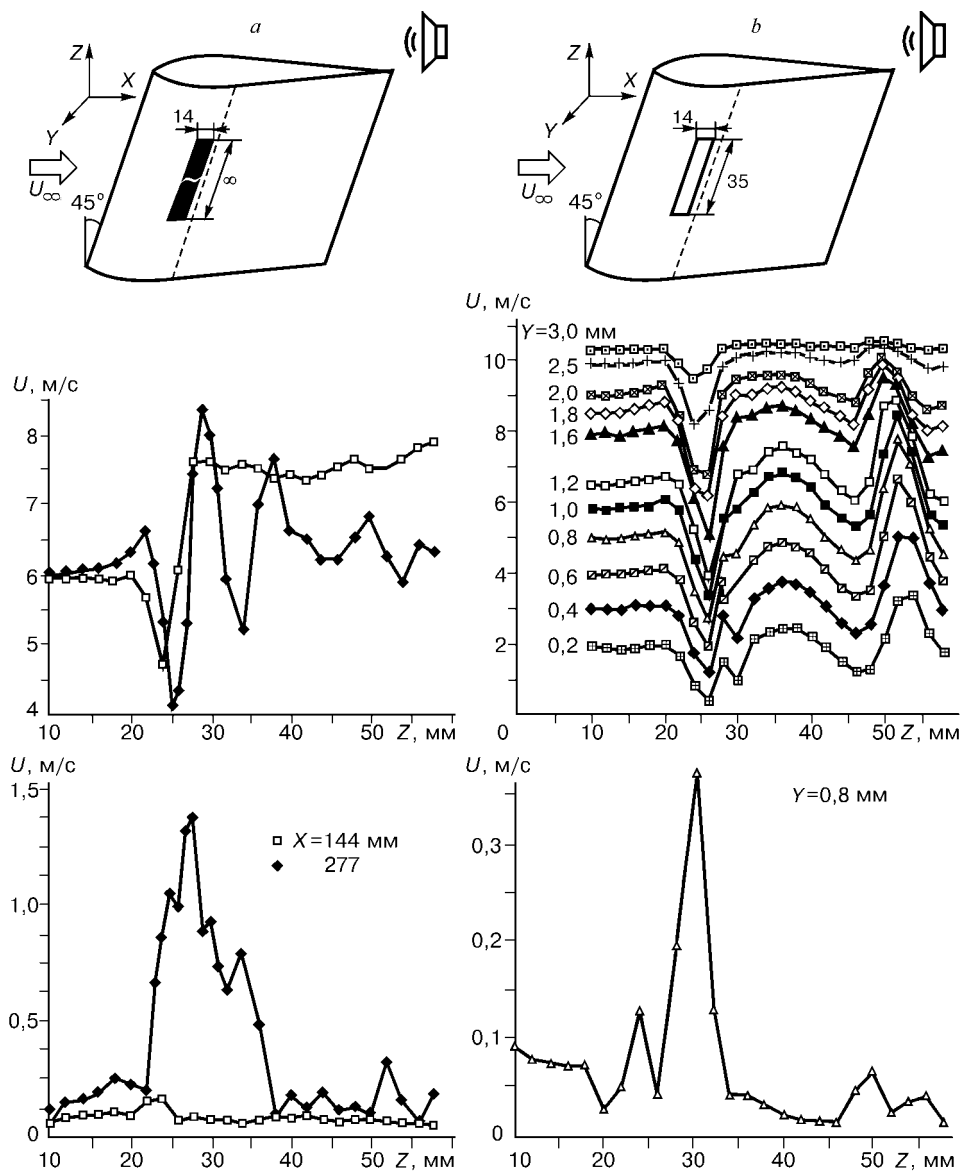 a
b
Z
X
Y
14
∞
U∞
45°
Z
X
Y
14
35
U∞
45°
U, м/с
8
7
6
5
4
10 20 30 40 50 Z, мм
U, м/с
Y=3,0 мм
2,5
2,0
1,8
1,6
1,2
1,0
0,8
0,6
0,4
0,2
10
8
6
4
2
0 10 20 30 40 50 Z, мм
U, м/с
1,5
1,0
0,5
0
X=144 мм
277
10 20 30 40 50 Z, мм
U, м/с
Y=0,8 мм
0,3
0,2
0,1
0
10 20 30 40 50 Z, мм